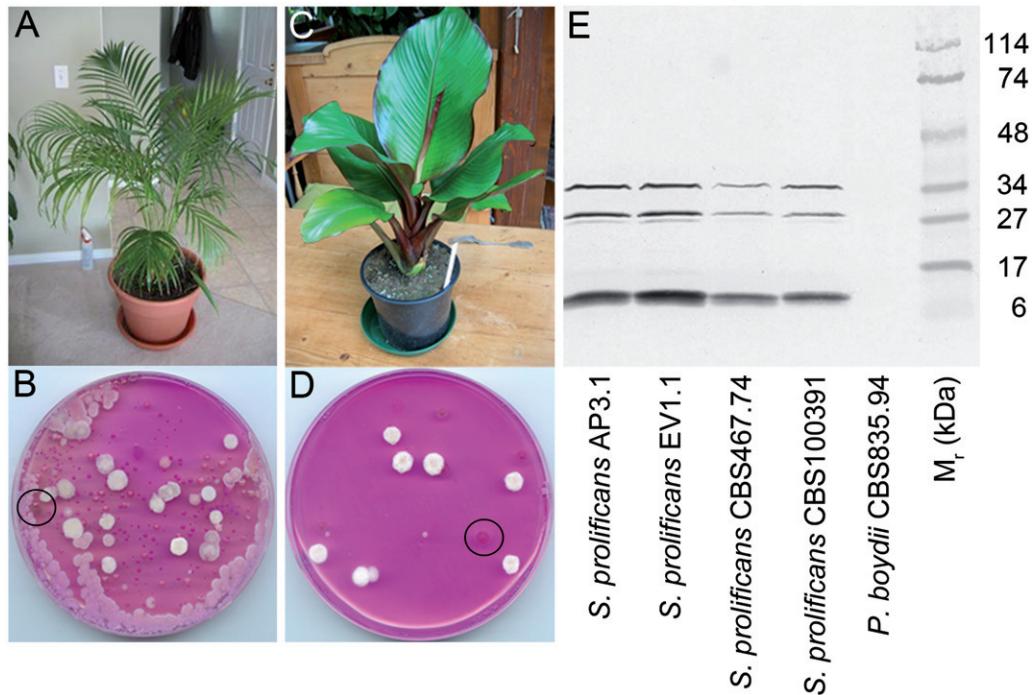 A
C
E
114
74
48
34
27
17
6
B
D
S. prolificans AP3.1
S. prolificans EV1.1
S. prolificans CBS467.74
S. prolificans CBS100391
P. boydii CBS835.94
Mr (kDa)